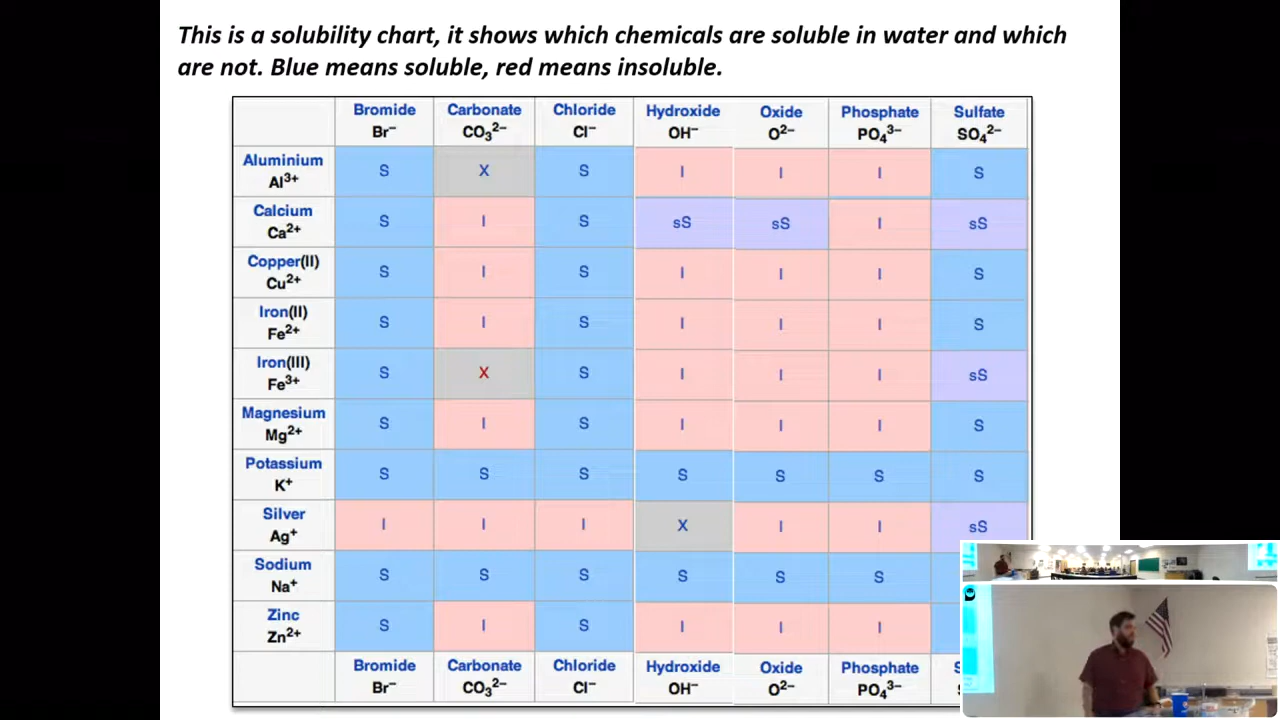 This is a solubility chart, it shows which chemicals are soluble in water and which
are not. Blue means soluble, red means insoluble.
Bromide Carbonate Chloride Hydroxide Oxide Phosphate Sulfate
Br⁻ CO₃²⁻ Cl⁻ OH⁻ O²⁻ PO₄³⁻ SO₄²⁻
Aluminium
Al³⁺ S X S I I I S
Calcium
Ca²⁺ S I S sS sS I sS
Copper(II)
Cu²⁺ S I S I I I S
Iron(II)
Fe²⁺ S I S I I I S
Iron(III)
Fe³⁺ S X S I I I sS
Magnesium
Mg²⁺ S I S I I I S
Potassium
K⁺ S S S S S S S
Silver
Ag⁺ I I I X I I sS
Sodium
Na⁺ S S S S S S
Zinc
Zn²⁺ S I S I I I
Bromide Carbonate Chloride Hydroxide Oxide Phosphate S
Br⁻ CO₃²⁻ Cl⁻ OH⁻ O²⁻ PO₄³⁻ S